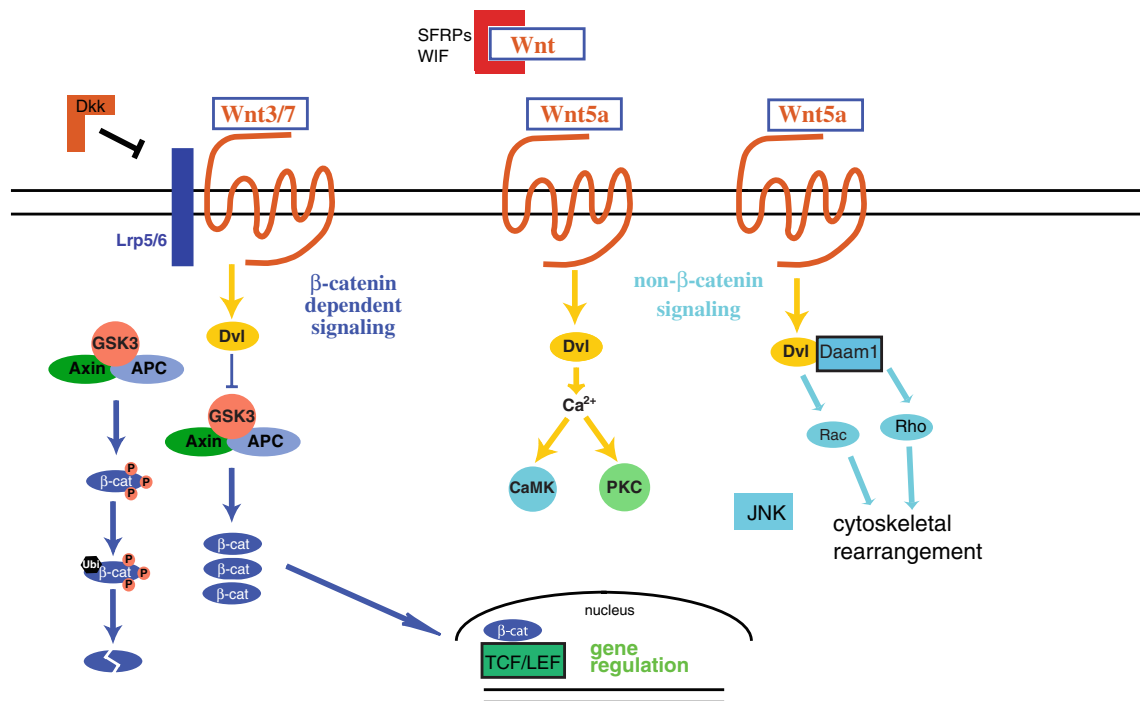 SFRPs
WIF
Wnt
Dkk
Wnt3/7
Wnt5a
Wnt5a
Lrp5/6
β-catenin
dependent
signaling
non-β-catenin
signaling
Dvl
Dvl
Dvl
Daam1
GSK3
Axin
APC
GSK3
Axin
APC
Ca²⁺
Rac
Rho
β-cat
P
P
P
CaMK
PKC
JNK
cytoskeletal
rearrangement
β-cat
β-cat
β-cat
Ubi
β-cat
P
P
P
nucleus
β-cat
TCF/LEF
gene
regulation